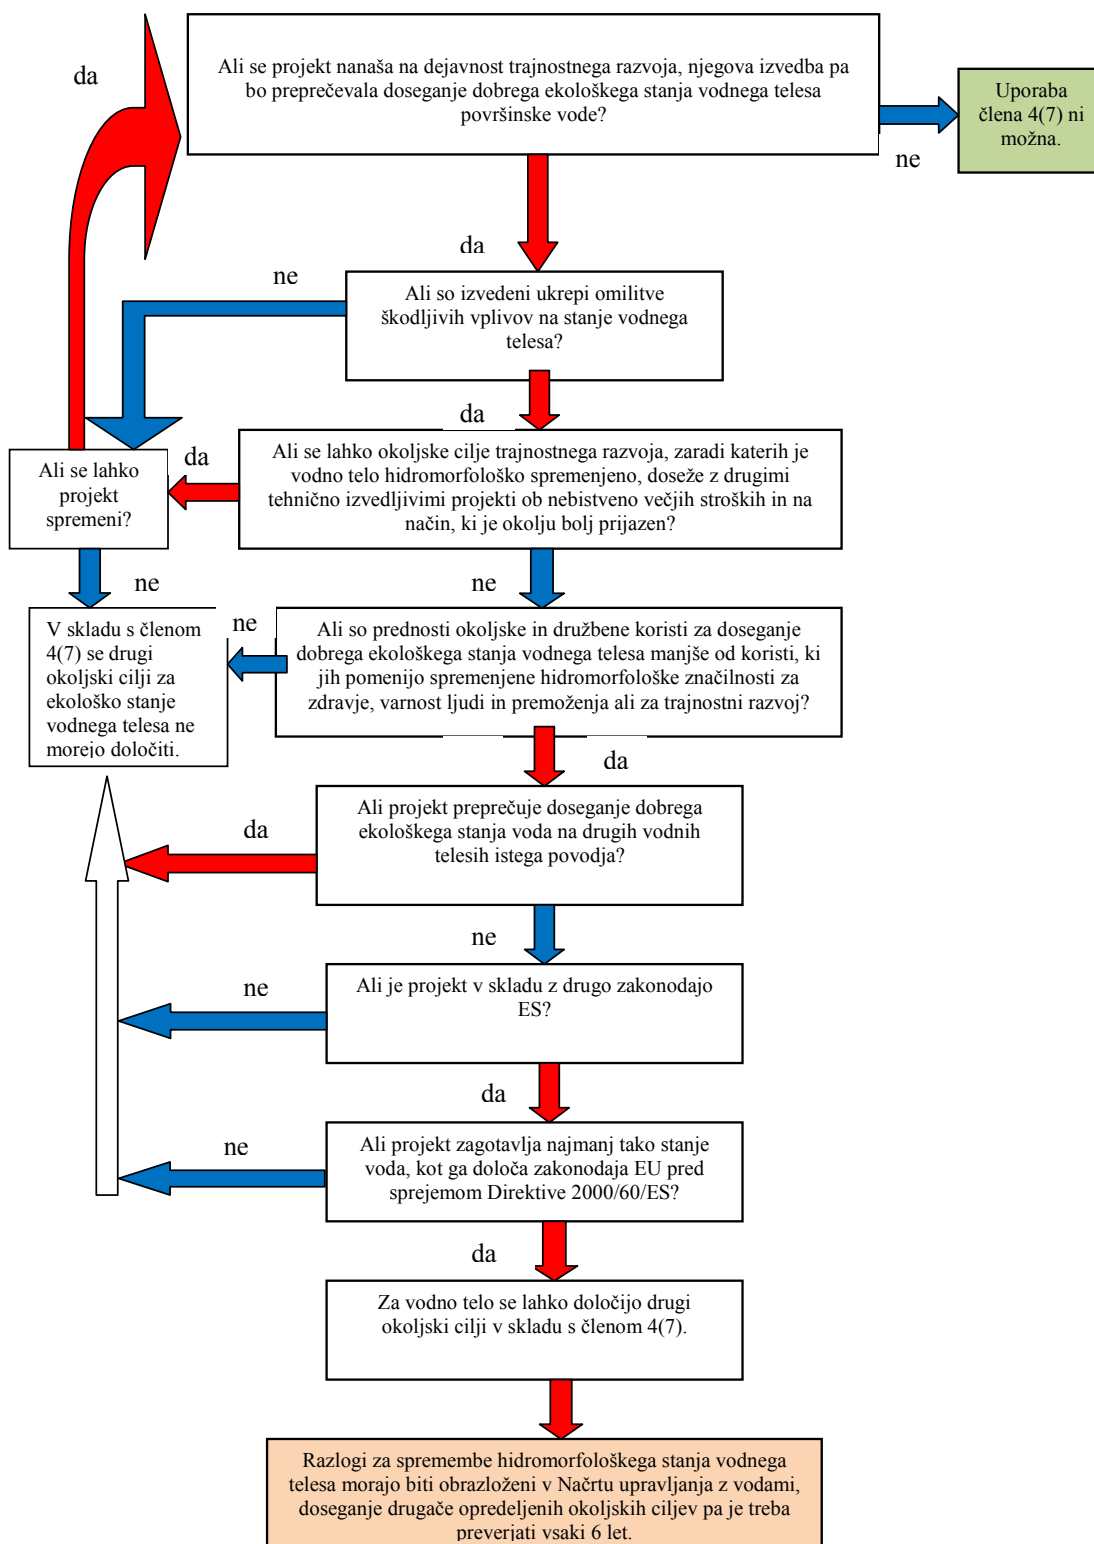 da
Ali se projekt nanaša na dejavnost trajnostnega razvoja, njegova izvedba pa
bo preprečevala doseganje dobrega ekološkega stanja vodnega telesa
površinske vode?
Uporaba
člena 4(7) ni
možna.
ne
da
ne
Ali so izvedeni ukrepi omilitve
škodljivih vplivov na stanje vodnega
telesa?
da
Ali se lahko okoljske cilje trajnostnega razvoja, zaradi katerih je
vodno telo hidromorfološko spremenjeno, doseže z drugimi
tehnično izvedljivimi projekti ob nebistveno večjih stroških in na
način, ki je okolju bolj prijazen?
da
Ali se lahko
projekt
spremeni?
ne
ne
V skladu s členom
4(7) se drugi
okoljski cilji za
ekološko stanje
vodnega telesa ne
morejo določiti.
ne
Ali so prednosti okoljske in družbene koristi za doseganje
dobrega ekološkega stanja vodnega telesa manjše od koristi, ki
jih pomenijo spremenjene hidromorfološke značilnosti za
zdravje, varnost ljudi in premoženja ali za trajnostni razvoj?
da
Ali projekt preprečuje doseganje dobrega
ekološkega stanja voda na drugih vodnih
telesih istega povodja?
da
ne
Ali je projekt v skladu z drugo zakonodajo
ES?
ne
da
Ali projekt zagotavlja najmanj tako stanje
voda, kot ga določa zakonodaja EU pred
sprejemom Direktive 2000/60/ES?
ne
da
Za vodno telo se lahko določijo drugi
okoljski cilji v skladu s členom 4(7).
Razlogi za spremembe hidromorfološkega stanja vodnega
telesa morajo biti obrazloženi v Načrtu upravljanja z vodami,
doseganje drugače opredeljenih okoljskih ciljev pa je treba
preverjati vsaki 6 let.